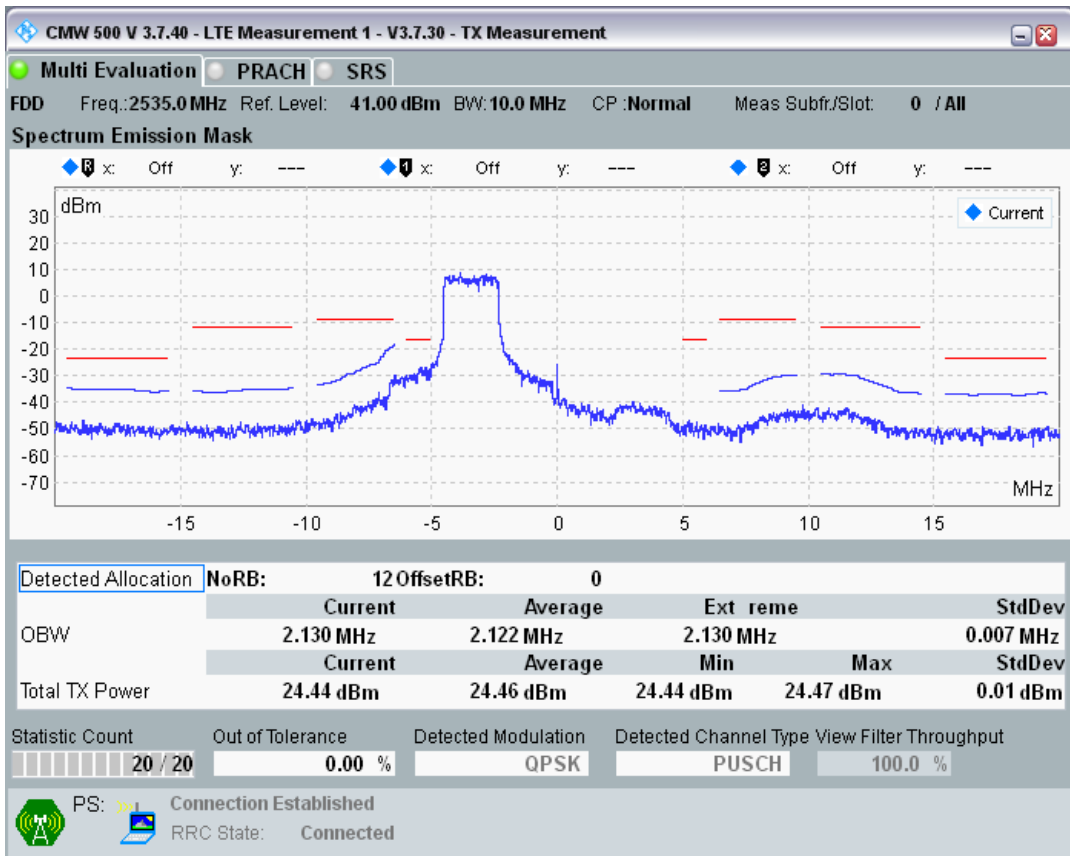 CMW 500 V 3.7.40 - LTE Measurement 1 - V3.7.30 - TX Measurement
Multi Evaluation PRACH SRS
FDD Freq.:2535.0 MHz Ref. Level: 41.00 dBm BW:10.0 MHz CP :Normal Meas Subfr./Slot: 0 / All
Spectrum Emission Mask
R x: Off y: --- 1 x: Off y: --- 2 x: Off y: ---
dBm
Current
30
20
10
0
-10
-20
-30
-40
-50
-60
-70
MHz
-15 -10 -5 0 5 10 15
Detected Allocation NoRB: 12 OffsetRB: 0
Current Average Ext reme StdDev
OBW 2.130 MHz 2.122 MHz 2.130 MHz 0.007 MHz
Current Average Min Max StdDev
Total TX Power 24.44 dBm 24.46 dBm 24.44 dBm 24.47 dBm 0.01 dBm
Statistic Count Out of Tolerance Detected Modulation Detected Channel Type View Filter Throughput
20 / 20 0.00 % QPSK PUSCH 100.0 %
PS: Connection Established
RRC State: Connected